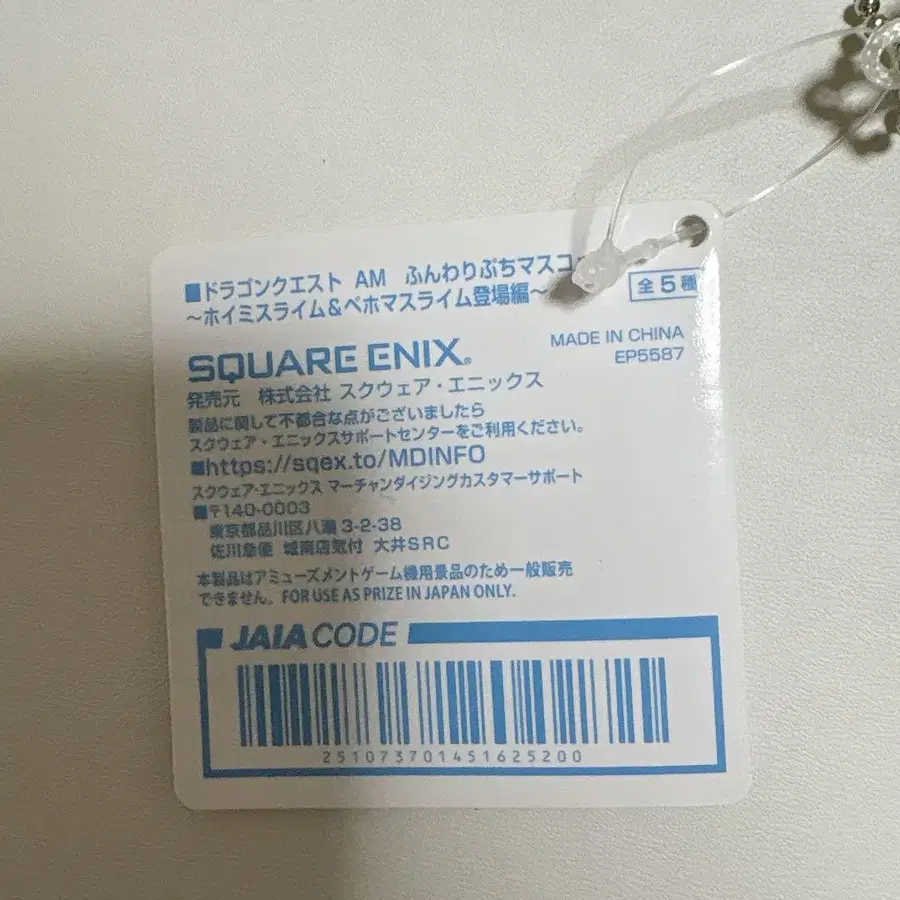 ■ドラゴンクエスト AM ふんわりぷちマスコ
～ホイミスライム&ベホマスライム登場編～
全5種
SQUARE ENIX®
MADE IN CHINA
EP5587
発売元 株式会社 スクウェア・エニックス
製品に関して不都合な点がございましたら
スクウェア・エニックスサポートセンターをご利用ください。
■https://sqex.to/MDINFO
スクウェア・エニックス マーチャンダイジングカスタマーサポート
■〒140-0003
東京都品川区八潮 3-2-38
佐川急便 城南店気付 大井SRC
本製品はアミューズメントゲーム機用景品のため一般販売
できません。FOR USE AS PRIZE IN JAPAN ONLY.
JAIA CODE
251073701451625200